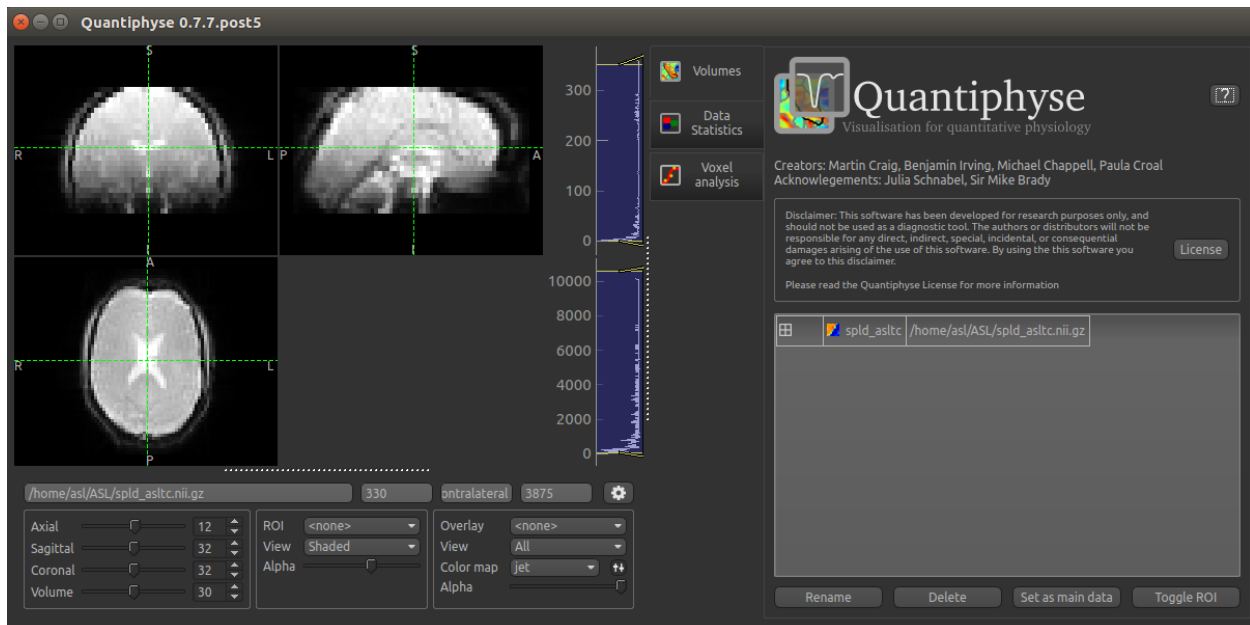 Quantiphyse 0.7.7.post5
S
R
L
I
S
P
A
I
A
R
L
P
300
200
100
0
10000
8000
6000
4000
2000
0
Volumes
Data
Statistics
Voxel
analysis
Quantiphyse
Visualisation for quantitative physiology
?
Creators: Martin Craig, Benjamin Irving, Michael Chappell, Paula Croal
Acknowlegements: Julia Schnabel, Sir Mike Brady
Disclaimer: This software has been developed for research purposes only, and
should not be used as a diagnostic tool. The authors or distributors will not be
responsible for any direct, indirect, special, incidental, or consequential
damages arising of the use of this software. By using the this software you
agree to this disclaimer.
Please read the Quantiphyse License for more information
License
spld_asltc /home/asl/ASL/spld_asltc.nii.gz
Rename Delete Set as main data Toggle ROI
/home/asl/ASL/spld_asltc.nii.gz 330 ontralateral 3875
Axial 12
Sagittal 32
Coronal 32
Volume 30
ROI <none>
View Shaded
Alpha
Overlay <none>
View All
Color map jet
Alpha